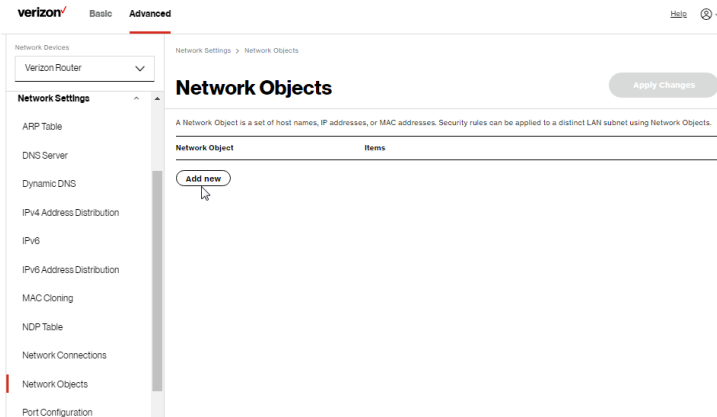 verizon✓ Basic Advanced Help
Network Devices
Verizon Router
Network Settings
ARP Table
DNS Server
Dynamic DNS
IPv4 Address Distribution
IPv6
IPv6 Address Distribution
MAC Cloning
NDP Table
Network Connections
Network Objects
Port Configuration
Network Settings > Network Objects
Network Objects
Apply Changes
A Network Object is a set of host names, IP addresses, or MAC addresses. Security rules can be applied to a distinct LAN subnet using Network Objects.
Network Object Items
Add new